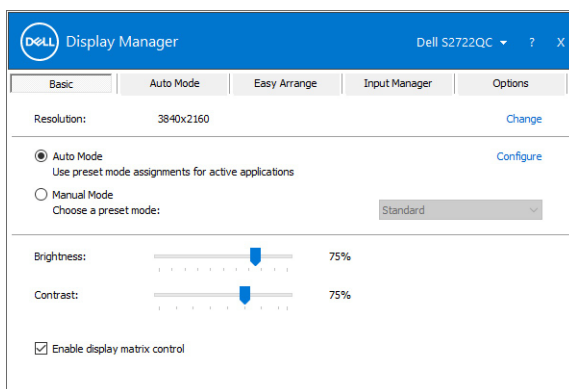 DELL Display Manager Dell S2722QC ? X
Basic Auto Mode Easy Arrange Input Manager Options
Resolution: 3840x2160 Change
Auto Mode Configure
Use preset mode assignments for active applications
Manual Mode
Choose a preset mode: Standard
Brightness: 75%
Contrast: 75%
Enable display matrix control